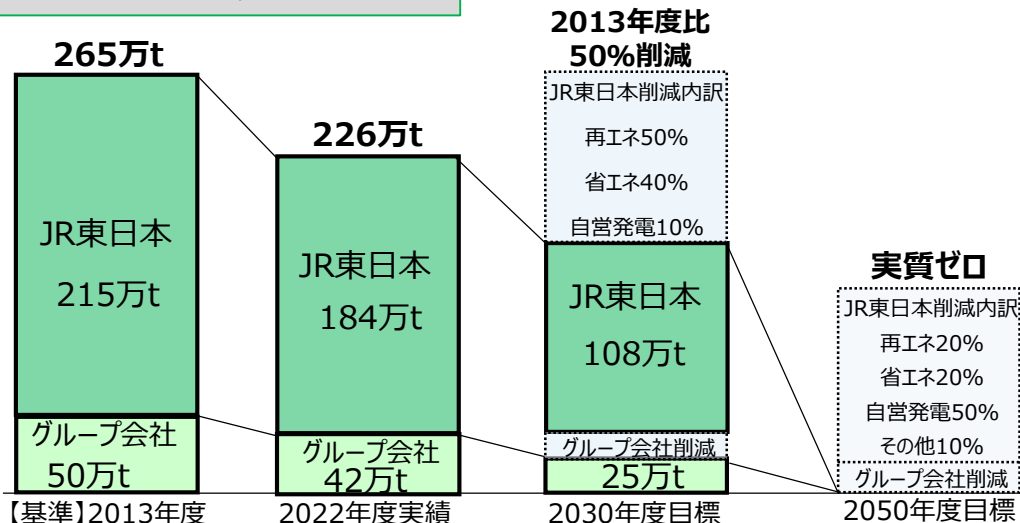 265万t
JR東日本
215万t
グループ会社
50万t
【基準】2013年度
226万t
JR東日本
184万t
グループ会社
42万t
2022年度実績
2013年度比
50%削減
JR東日本削減内訳
再エネ50%
省エネ40%
自営発電10%
JR東日本
108万t
グループ会社削減
25万t
2030年度目標
実質ゼロ
JR東日本削減内訳
再エネ20%
省エネ20%
自営発電50%
その他10%
グループ会社削減
2050年度目標